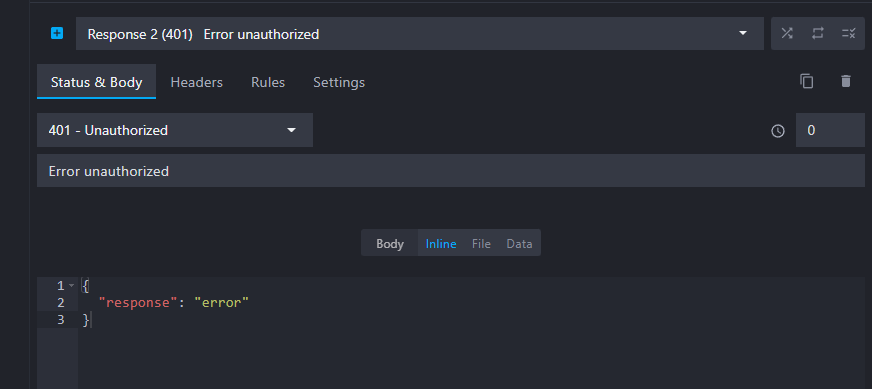 Response 2 (401) Error unauthorized
Status & Body Headers Rules Settings
401 - Unauthorized 0
Error unauthorized
Body Inline File Data
1 {
2 "response": "error"
3 }